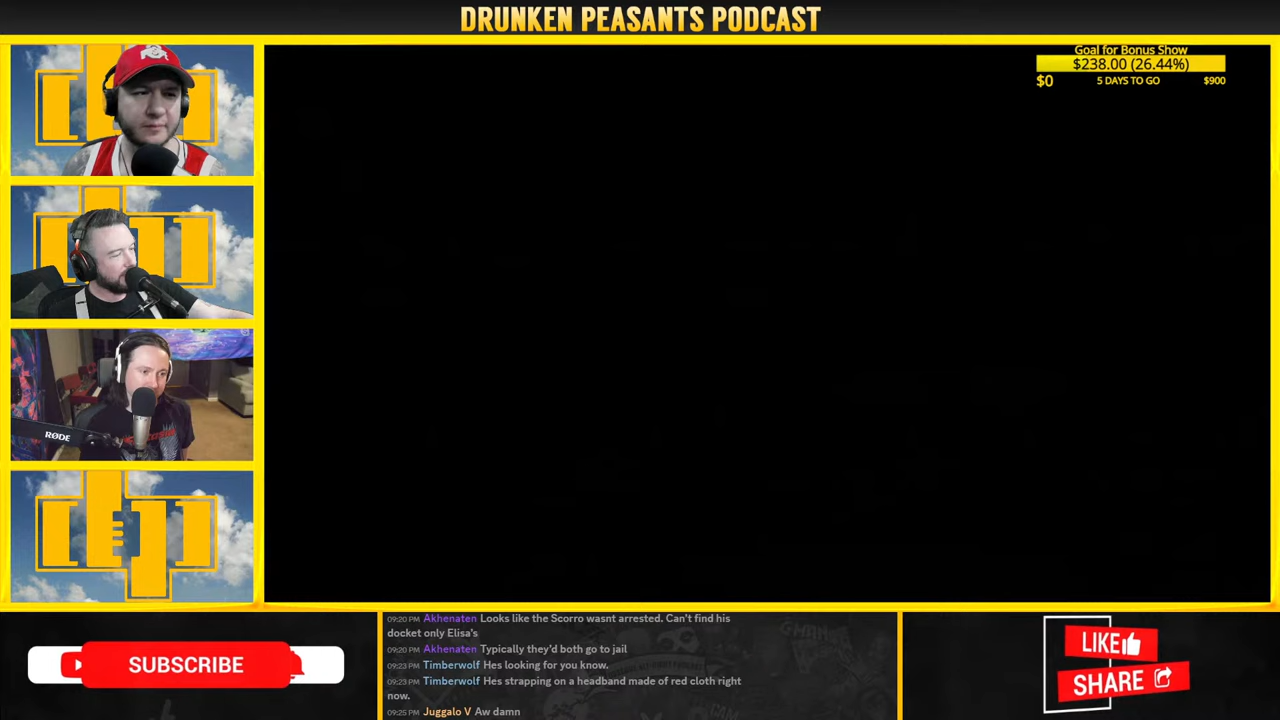 DRUNKEN PEASANTS PODCAST
Goal for Bonus Show
$238.00 (26.44%)
$0 5 DAYS TO GO $900
RØDE
09:20 PM Akhenaten Looks like the Scorro wasnt arrested. Can't find his
docket only Elisa's
09:20 PM Akhenaten Typically they'd both go to jail
09:23 PM Timberwolf Hes looking for you know.
09:23 PM Timberwolf Hes strapping on a headband made of red cloth right
now.
09:25 PM Juggalo V Aw damn
SUBSCRIBE
LIKE
SHARE